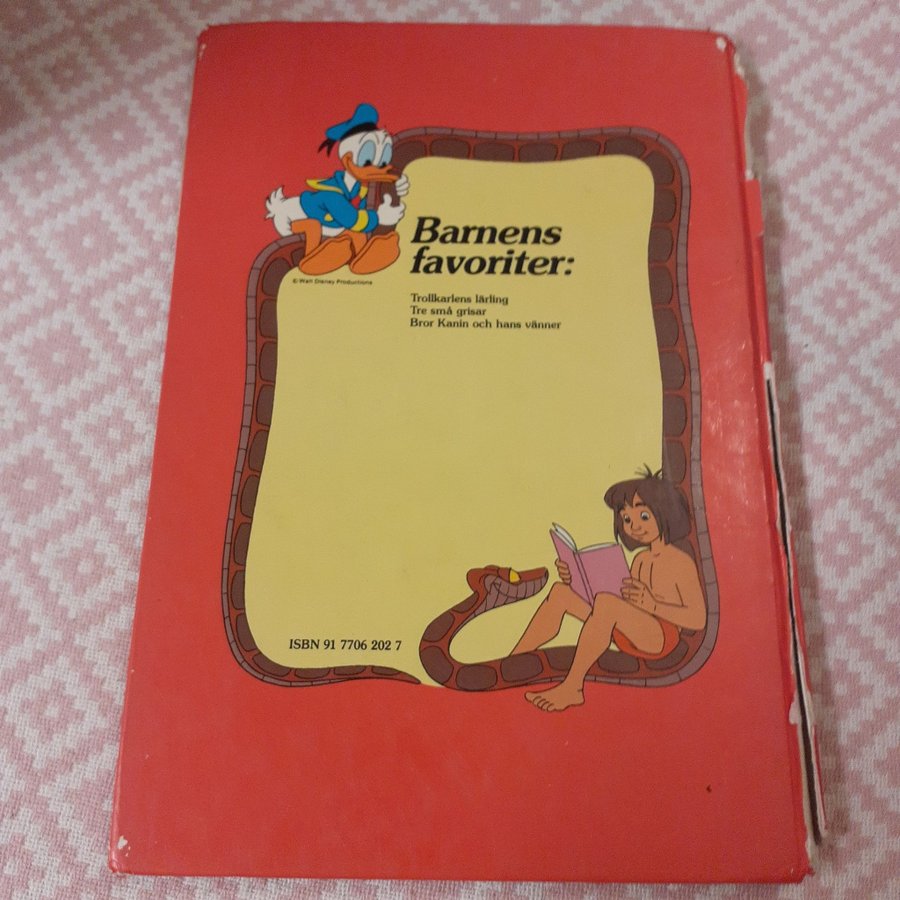 Barnens
favoriter:
© Walt Disney Productions
Trollkarlens lärling
Tre små grisar
Bror Kanin och hans vänner
ISBN 91 7706 202 7